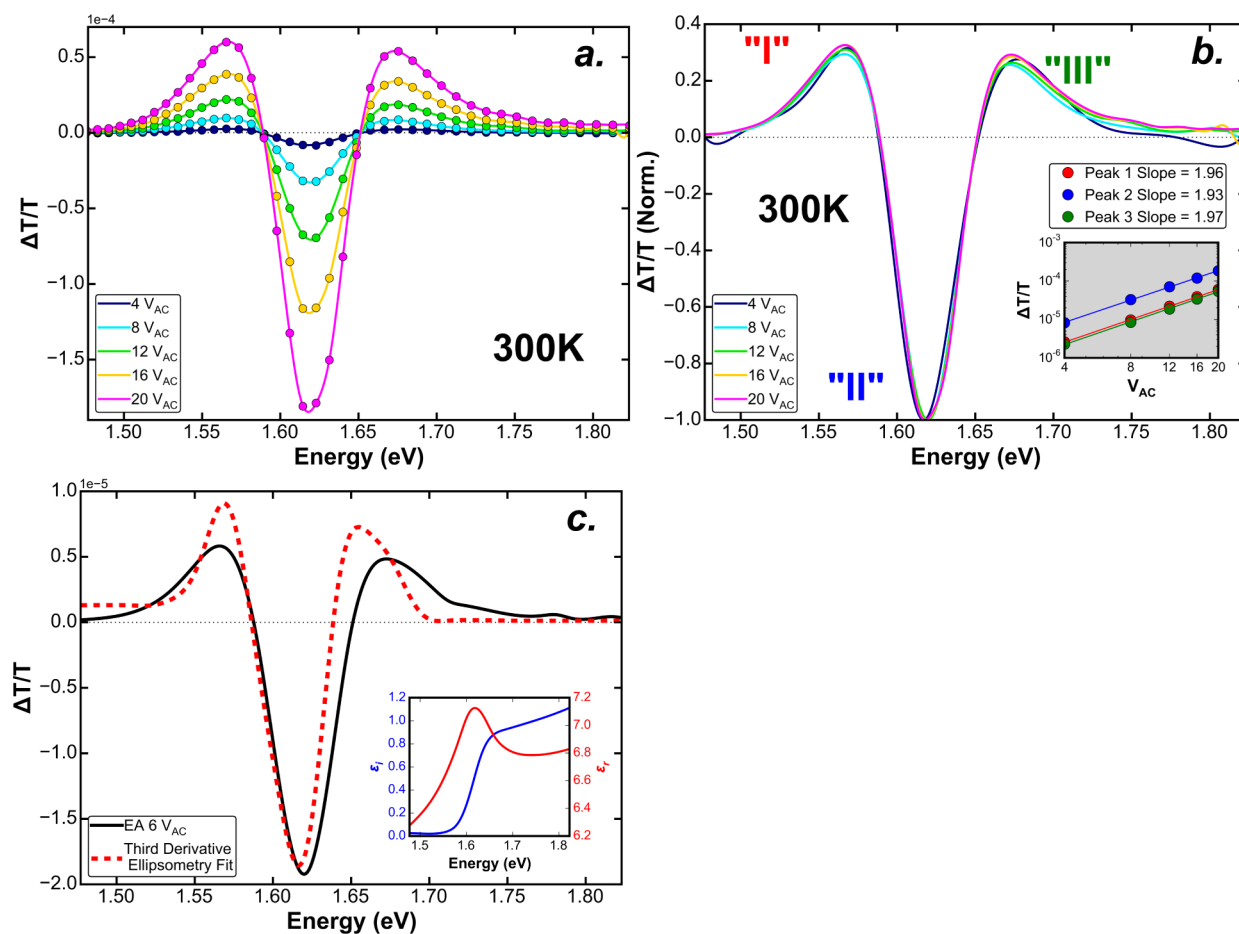 1e−4
a.
0.5
0.0
−0.5
−1.0
−1.5
ΔT/T
4 V_AC
8 V_AC
12 V_AC
16 V_AC
20 V_AC
300K
1.50 1.55 1.60 1.65 1.70 1.75 1.80
Energy (eV)
0.4
0.2
0.0
−0.2
−0.4
−0.6
−0.8
−1.0
ΔT/T (Norm.)
"I"
"III"
b.
300K
Peak 1 Slope = 1.96
Peak 2 Slope = 1.93
Peak 3 Slope = 1.97
10^-3
10^-4
10^-5
10^-6
ΔT/T
4 8 12 16 20
V_AC
4 V_AC
8 V_AC
12 V_AC
16 V_AC
20 V_AC
"II"
1.50 1.55 1.60 1.65 1.70 1.75 1.80
Energy (eV)
1e−5
c.
1.0
0.5
0.0
−0.5
−1.0
−1.5
−2.0
ΔT/T
1.2
1.0
0.8
0.6
0.4
0.2
0.0
ε_i
7.2
7.0
6.8
6.6
6.4
6.2
ε_r
1.5 1.6 1.7 1.8
Energy (eV)
EA 6 V_AC
Third Derivative
Ellipsometry Fit
1.50 1.55 1.60 1.65 1.70 1.75 1.80
Energy (eV)